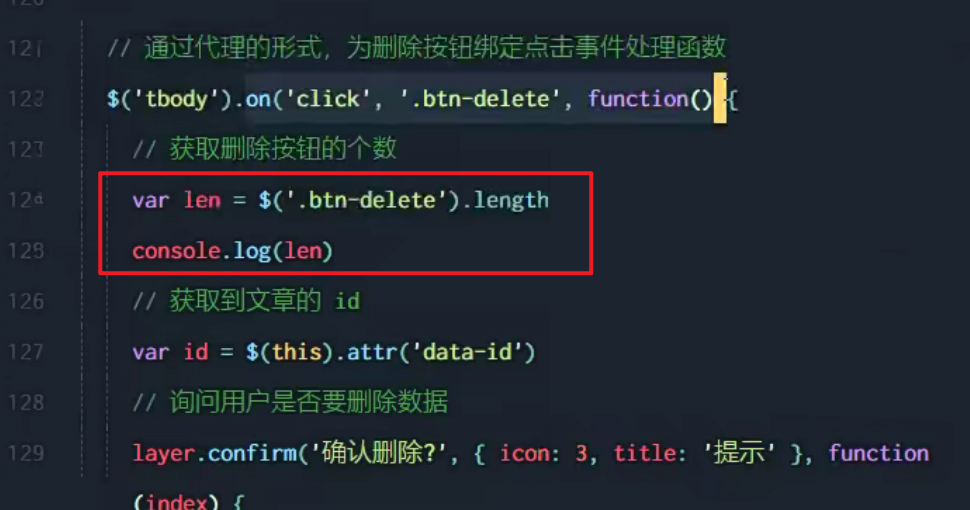 121 // 通过代理的形式，为删除按钮绑定点击事件处理函数
122 $('tbody').on('click', '.btn-delete', function() {
123 // 获取删除按钮的个数
124 var len = $('.btn-delete').length
125 console.log(len)
126 // 获取到文章的 id
127 var id = $(this).attr('data-id')
128 // 询问用户是否要删除数据
129 layer.confirm('确认删除?', { icon: 3, title: '提示' }, function
(index) {